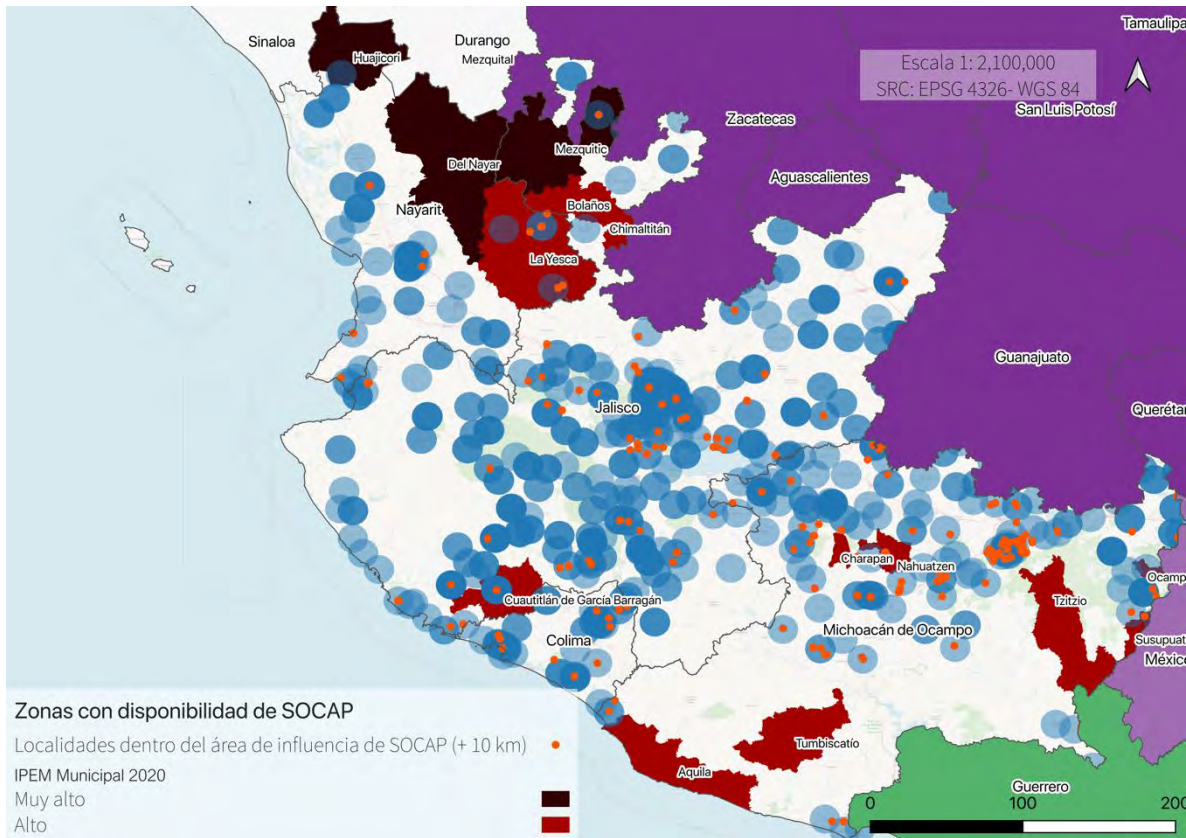 Tamaulipa
Sinaloa
Durango
Mezquital
Huajicori
Escala 1: 2,100,000
SRC: EPSG 4326- WGS 84
San Luis Potosí
Zacatecas
Mezquitic
Del Nayar
Aguascalientes
Nayarit
Bolaños
Chimaltitán
La Yesca
Guanajuato
Jalisco
Queréta
Charapan
Nahuatzen
Ocamp
Cuautitlán de García Barragán
Tzitzio
Colima
Michoacán de Ocampo
Susupuat
México
Zonas con disponibilidad de SOCAP
Localidades dentro del área de influencia de SOCAP (+ 10 km)
IPEM Municipal 2020
Muy alto
Alto
Tumbiscatío
Aquila
Guerrero
0 100 200